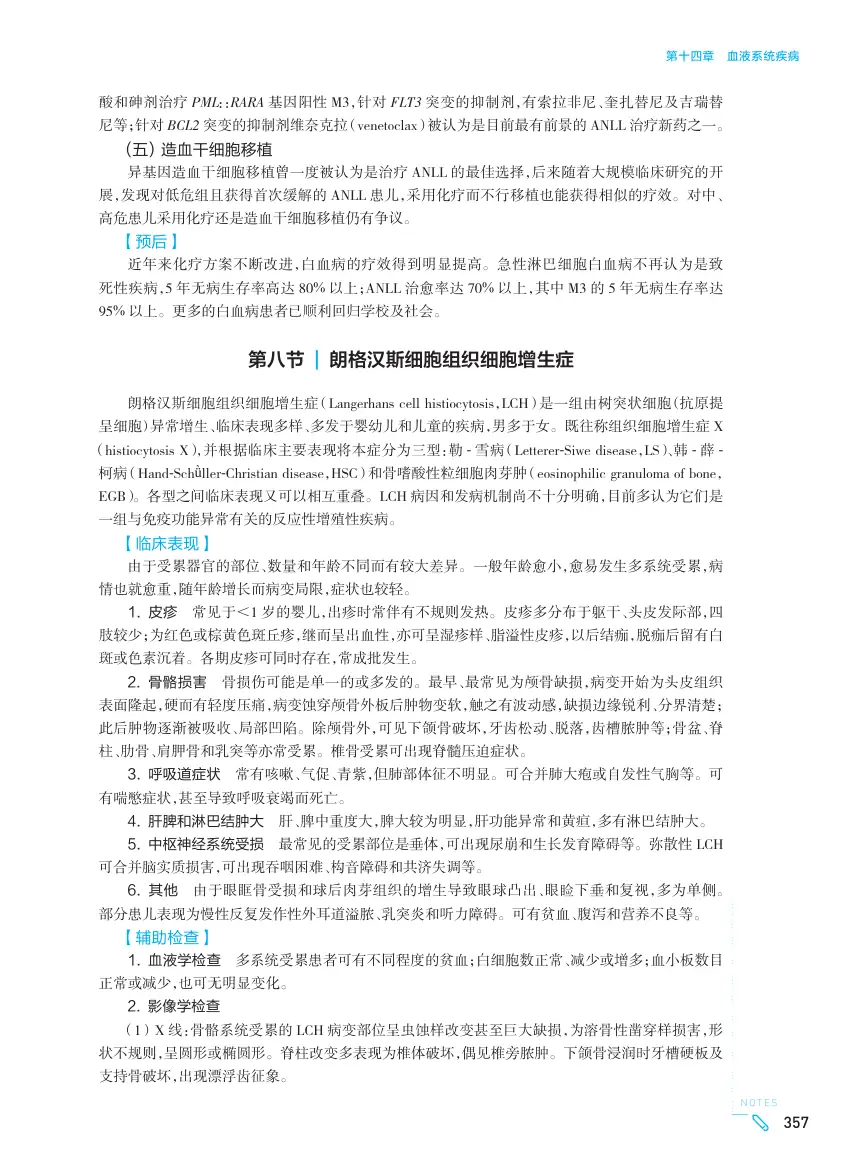 第十四章 血液系统疾病
酸和砷剂治疗 PML::RARA 基因阳性 M3,针对 FLT3 突变的抑制剂,有索拉非尼、奎扎替尼及吉瑞替
尼等;针对 BCL2 突变的抑制剂维奈克拉(venetoclax)被认为是目前最有前景的 ANLL 治疗新药之一。
(五)造血干细胞移植
异基因造血干细胞移植曾一度被认为是治疗 ANLL 的最佳选择,后来随着大规模临床研究的开
展,发现对低危组且获得首次缓解的 ANLL 患儿,采用化疗而不行移植也能获得相似的疗效。对中、
高危患儿采用化疗还是造血干细胞移植仍有争议。
【预后】
近年来化疗方案不断改进,白血病的疗效得到明显提高。急性淋巴细胞白血病不再认为是致
死性疾病,5 年无病生存率高达 80% 以上;ANLL 治愈率达 70% 以上,其中 M3 的 5 年无病生存率达
95% 以上。更多的白血病患者已顺利回归学校及社会。
第八节 | 朗格汉斯细胞组织细胞增生症
朗格汉斯细胞组织细胞增生症(Langerhans cell histiocytosis,LCH)是一组由树突状细胞(抗原提
呈细胞)异常增生、临床表现多样、多发于婴幼儿和儿童的疾病,男多于女。既往称组织细胞增生症 X
(histiocytosis X),并根据临床主要表现将本症分为三型:勒 - 雪病(Letterer-Siwe disease,LS)、韩 - 薛 -
柯病(Hand-Schǜller-Christian disease,HSC)和骨嗜酸性粒细胞肉芽肿(eosinophilic granuloma of bone,
EGB)。各型之间临床表现又可以相互重叠。LCH 病因和发病机制尚不十分明确,目前多认为它们是
一组与免疫功能异常有关的反应性增殖性疾病。
【临床表现】
由于受累器官的部位、数量和年龄不同而有较大差异。一般年龄愈小,愈易发生多系统受累,病
情也就愈重,随年龄增长而病变局限,症状也较轻。
1. 皮疹 常见于<1 岁的婴儿,出疹时常伴有不规则发热。皮疹多分布于躯干、头皮发际部,四
肢较少;为红色或棕黄色斑丘疹,继而呈出血性,亦可呈湿疹样、脂溢性皮疹,以后结痂,脱痂后留有白
斑或色素沉着。各期皮疹可同时存在,常成批发生。
2. 骨骼损害 骨损伤可能是单一的或多发的。最早、最常见为颅骨缺损,病变开始为头皮组织
表面隆起,硬而有轻度压痛,病变蚀穿颅骨外板后肿物变软,触之有波动感,缺损边缘锐利、分界清楚;
此后肿物逐渐被吸收、局部凹陷。除颅骨外,可见下颌骨破坏,牙齿松动、脱落,齿槽脓肿等;骨盆、脊
柱、肋骨、肩胛骨和乳突等亦常受累。椎骨受累可出现脊髓压迫症状。
3. 呼吸道症状 常有咳嗽、气促、青紫,但肺部体征不明显。可合并肺大疱或自发性气胸等。可
有喘憋症状,甚至导致呼吸衰竭而死亡。
4. 肝脾和淋巴结肿大 肝、脾中重度大,脾大较为明显,肝功能异常和黄疸,多有淋巴结肿大。
5. 中枢神经系统受损 最常见的受累部位是垂体,可出现尿崩和生长发育障碍等。弥散性 LCH
可合并脑实质损害,可出现吞咽困难、构音障碍和共济失调等。
6. 其他 由于眼眶骨受损和球后肉芽组织的增生导致眼球凸出、眼睑下垂和复视,多为单侧。
部分患儿表现为慢性反复发作性外耳道溢脓、乳突炎和听力障碍。可有贫血、腹泻和营养不良等。
【辅助检查】
1. 血液学检查 多系统受累患者可有不同程度的贫血;白细胞数正常、减少或增多;血小板数目
正常或减少,也可无明显变化。
2. 影像学检查
(1)X 线:骨骼系统受累的 LCH 病变部位呈虫蚀样改变甚至巨大缺损,为溶骨性凿穿样损害,形
状不规则,呈圆形或椭圆形。脊柱改变多表现为椎体破坏,偶见椎旁脓肿。下颌骨浸润时牙槽硬板及
支持骨破坏,出现漂浮齿征象。
NOTES
357